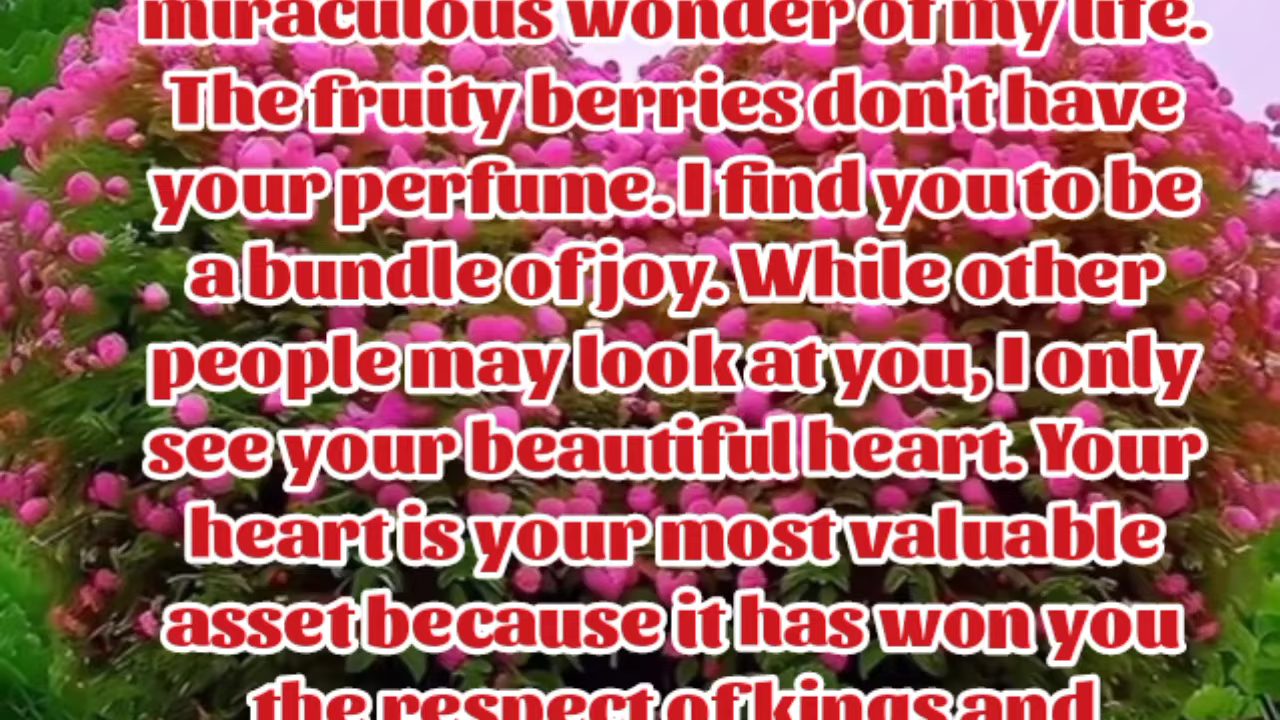 miraculous wonder of my life.
The fruity berries don't have
your perfume. I find you to be
a bundle of joy. While other
people may look at you, I only
see your beautiful heart. Your
heart is your most valuable
asset because it has won you
the respect of kings and